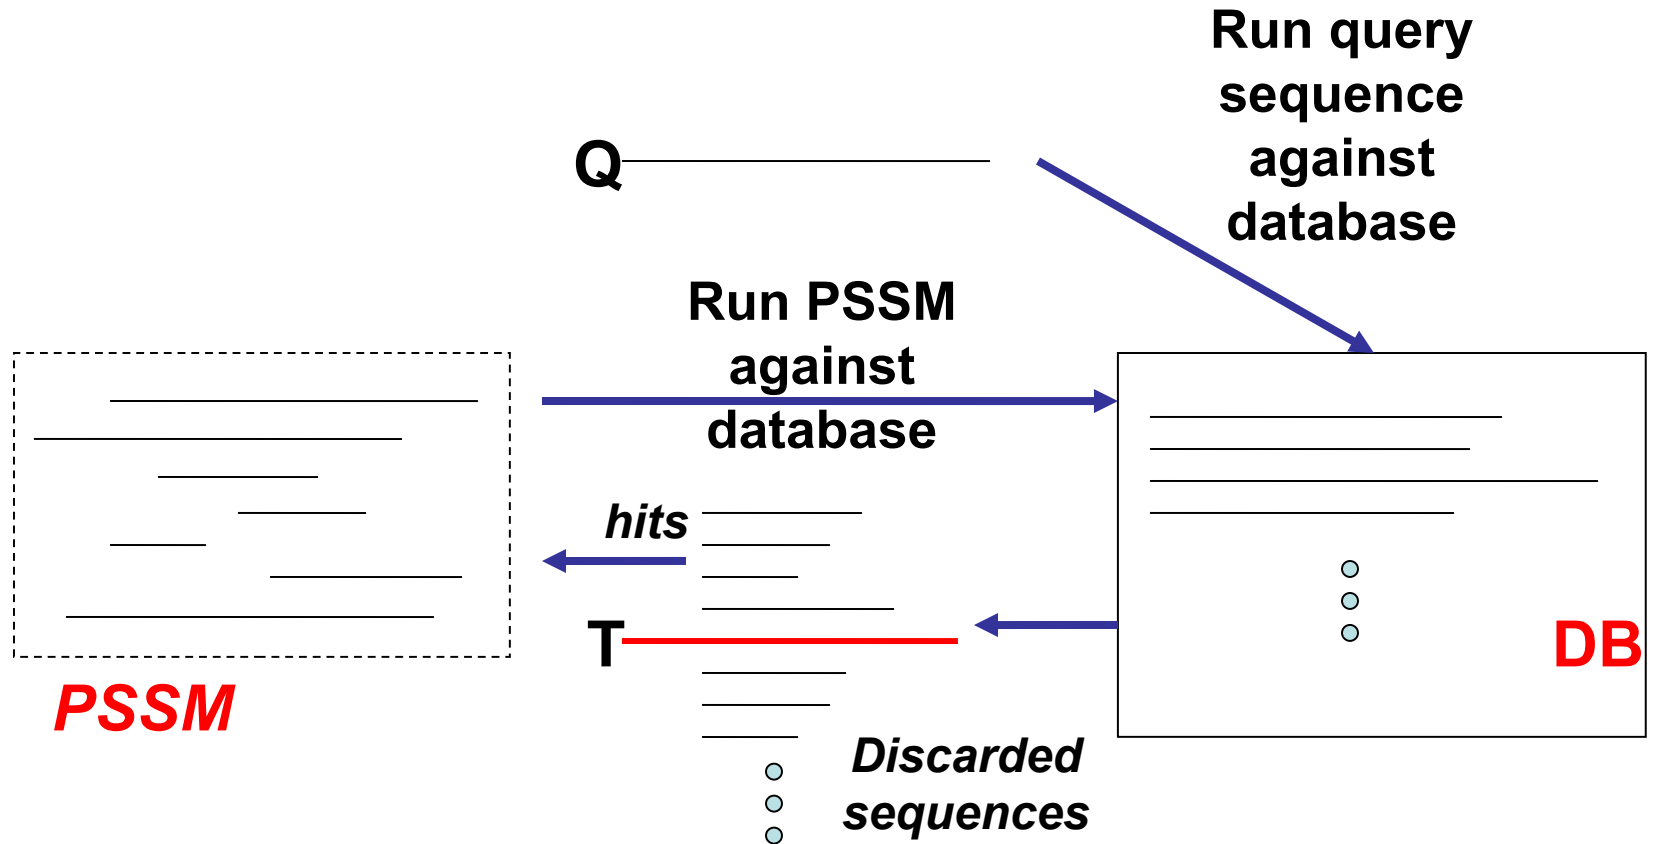 Run query
sequence
against
database
Q
Run PSSM
against
database
hits
T
DB
PSSM
Discarded
sequences